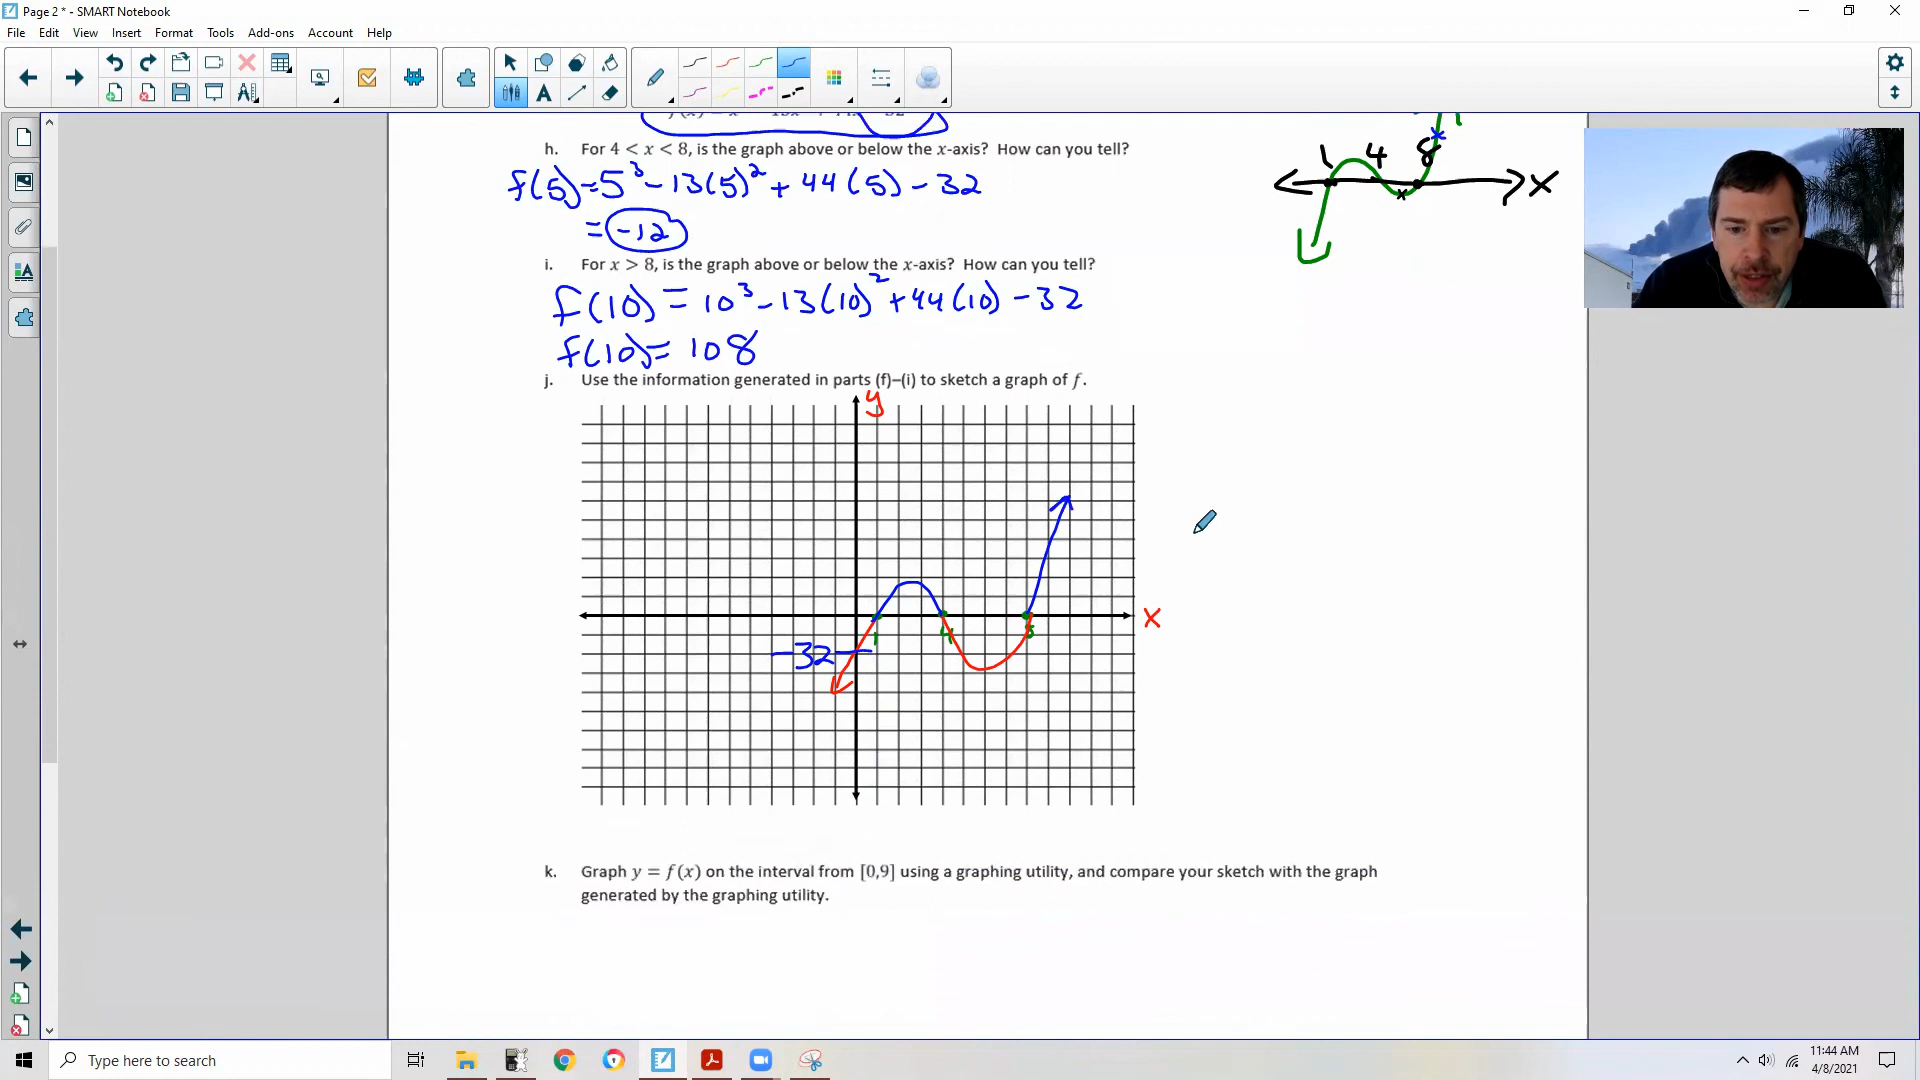 Page 2 * - SMART Notebook
File Edit View Insert Format Tools Add-ons Account Help
h. For 4 < x < 8, is the graph above or below the x-axis? How can you tell?
f(5)=5³-13(5)²+44(5)-32
=-12
1 4 8
x
i. For x > 8, is the graph above or below the x-axis? How can you tell?
f(10)=10³-13(10)²+44(10)-32
f(10)=108
j. Use the information generated in parts (f)–(i) to sketch a graph of f.
y
x
1 4 8
-32
k. Graph y = f(x) on the interval from [0,9] using a graphing utility, and compare your sketch with the graph
generated by the graphing utility.
Type here to search
11:44 AM
4/8/2021